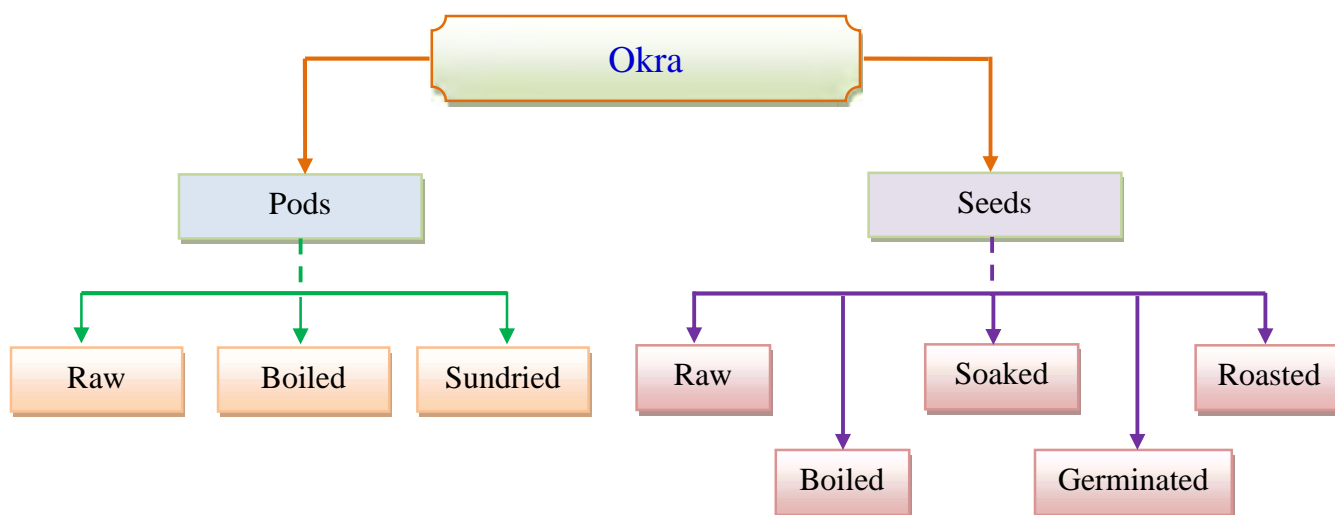 Okra
Pods
Seeds
Raw
Boiled
Sundried
Raw
Soaked
Roasted
Boiled
Germinated